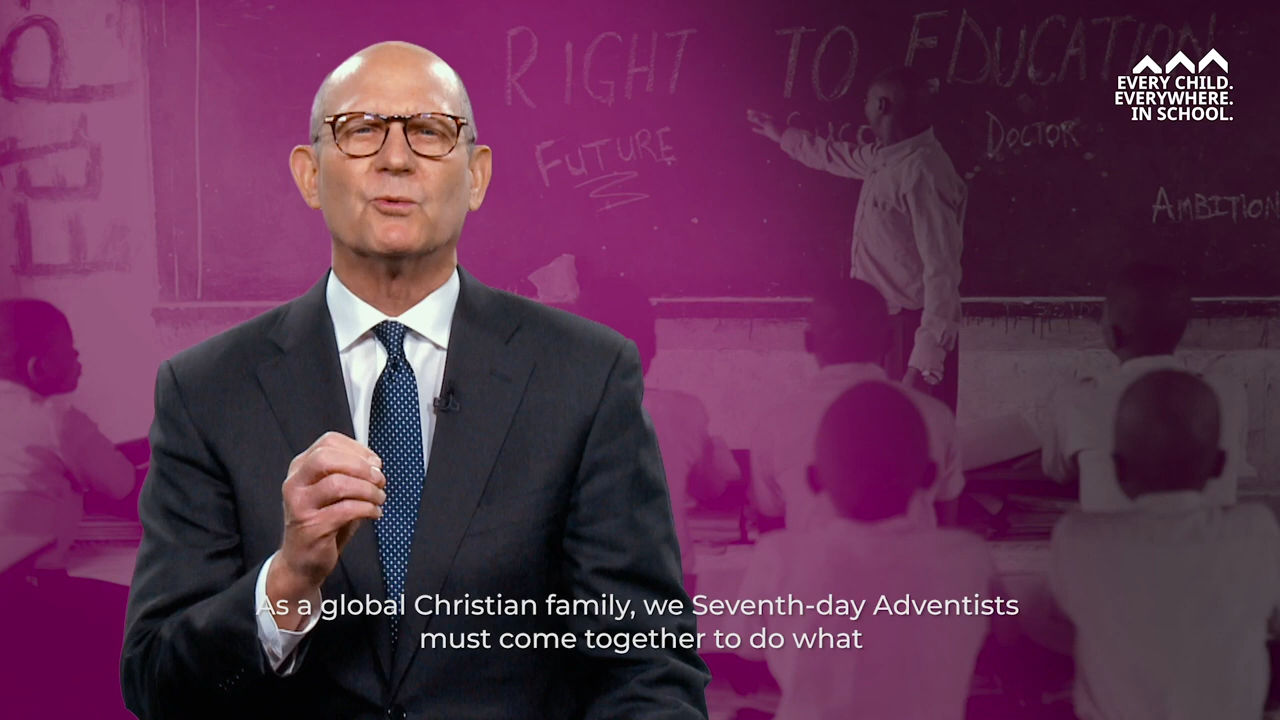 HELP
RIGHT TO EDUCATION
FUTURE
DOCTOR
AMBITION
EVERY CHILD.
EVERYWHERE.
IN SCHOOL.
As a global Christian family, we Seventh-day Adventists
must come together to do what